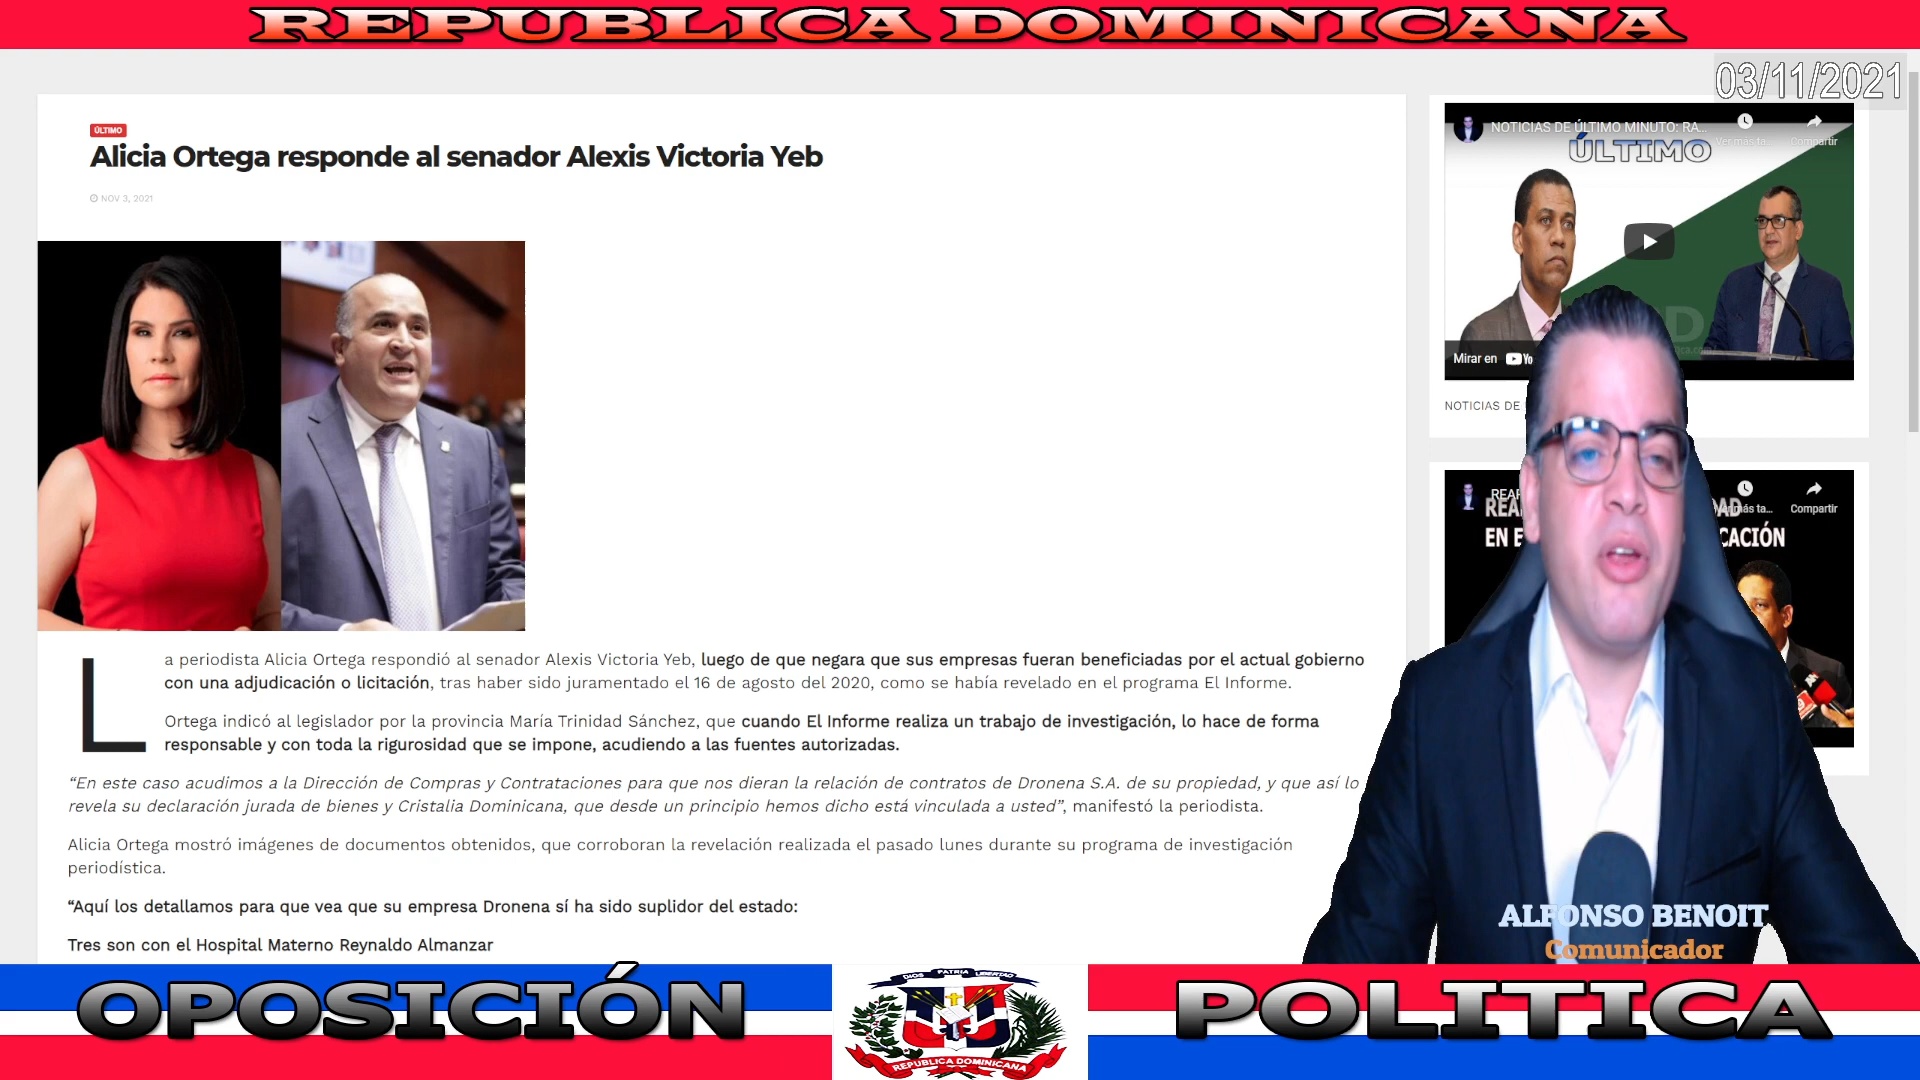 REPUBLICA DOMINICANA
03/11/2021
ÚLTIMO
Alicia Ortega responde al senador Alexis Victoria Yeb
NOV 3, 2021
La periodista Alicia Ortega respondió al senador Alexis Victoria Yeb, luego de que negara que sus empresas fueran beneficiadas por el actual gobierno
con una adjudicación o licitación, tras haber sido juramentado el 16 de agosto del 2020, como se había revelado en el programa El Informe.
Ortega indicó al legislador por la provincia María Trinidad Sánchez, que cuando El Informe realiza un trabajo de investigación, lo hace de forma
responsable y con toda la rigurosidad que se impone, acudiendo a las fuentes autorizadas.
“En este caso acudimos a la Dirección de Compras y Contrataciones para que nos dieran la relación de contratos de Dronena S.A. de su propiedad, y que así lo
revela su declaración jurada de bienes y Cristalia Dominicana, que desde un principio hemos dicho está vinculada a usted”, manifestó la periodista.
Alicia Ortega mostró imágenes de documentos obtenidos, que corroboran la revelación realizada el pasado lunes durante su programa de investigación
periodística.
“Aquí los detallamos para que vea que su empresa Dronena sí ha sido suplidor del estado:
Tres son con el Hospital Materno Reynaldo Almanzar
NOTICIAS DE ÚLTIMO MINUTO: RA...
Ver más ta... Compartir
ÚLTIMO
Mirar en
NOTICIAS DE
Compartir
EN E
CACIÓN
ALFONSO BENOIT
Comunicador
OPOSICIÓN
DIOS PATRIA LIBERTAD
REPUBLICA DOMINICANA
POLITICA